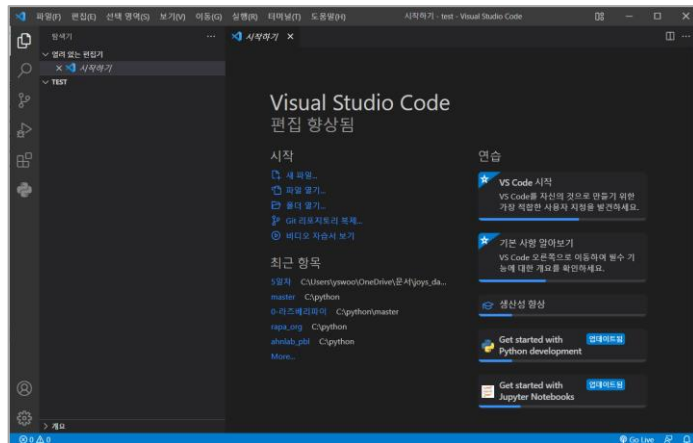 파일(F) 편집(E) 선택 영역(S) 보기(V) 이동(G) 실행(R) 터미널(T) 도움말(H)
시작하기 - test - Visual Studio Code
탐색기
시작하기
열려 있는 편집기
시작하기
TEST
Visual Studio Code
편집 향상됨
시작
새 파일...
파일 열기...
폴더 열기...
Git 리포지토리 복제...
비디오 자습서 보기
최근 항목
5일차 C:\Users\yswoo\OneDrive\문서\joys_da...
master C:\python
0-라즈베리파이 C:\python\master
rapa_org C:\python
ahnlab_pbl C:\python
More...
연습
VS Code 시작
VS Code를 자신의 것으로 만들기 위한
가장 적합한 사용자 지정을 발견하세요.
기본 사항 알아보기
VS Code 오른쪽으로 이동하여 필수 기
능에 대한 개요를 확인하세요.
생산성 향상
Get started with
Python development
업데이트됨
Get started with
Jupyter Notebooks
업데이트됨
개요
0 0
Go Live